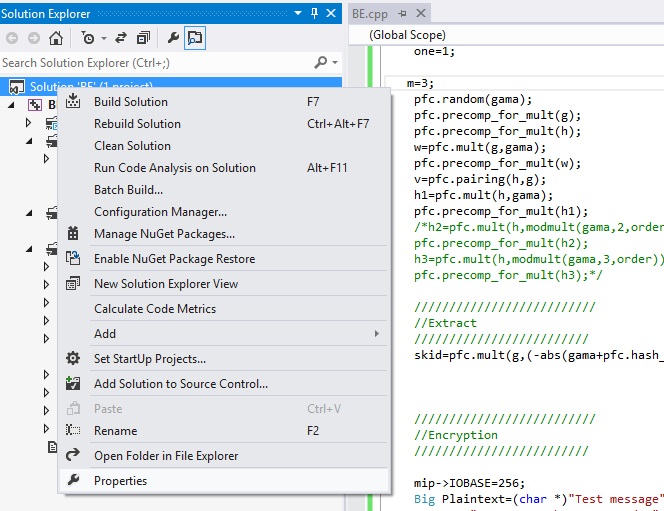 Solution Explorer
Search Solution Explorer (Ctrl+;)
Solution 'BE' (1 project)
B
Build Solution F7
Rebuild Solution Ctrl+Alt+F7
Clean Solution
Run Code Analysis on Solution Alt+F11
Batch Build...
Configuration Manager...
Manage NuGet Packages...
Enable NuGet Package Restore
New Solution Explorer View
Calculate Code Metrics
Add
Set StartUp Projects...
Add Solution to Source Control...
Paste Ctrl+V
Rename F2
Open Folder in File Explorer
Properties
BE.cpp
(Global Scope)
one=1;
m=3;
pfc.random(gama);
pfc.precomp_for_mult(g);
pfc.precomp_for_mult(h);
w=pfc.mult(g,gama);
pfc.precomp_for_mult(w);
v=pfc.pairing(h,g);
h1=pfc.mult(h,gama);
pfc.precomp_for_mult(h1);
/*h2=pfc.mult(h,modmult(gama,2,order
pfc.precomp_for_mult(h2);
h3=pfc.mult(h,modmult(gama,3,order))
pfc.precomp_for_mult(h3);*/
//////////////////////////
//Extract
/////////////////////////
skid=pfc.mult(g,(-abs(gama+pfc.hash_
//////////////////////////
//Encryption
/////////////////////////
mip->IOBASE=256;
Big Plaintext=(char *)"Test message"